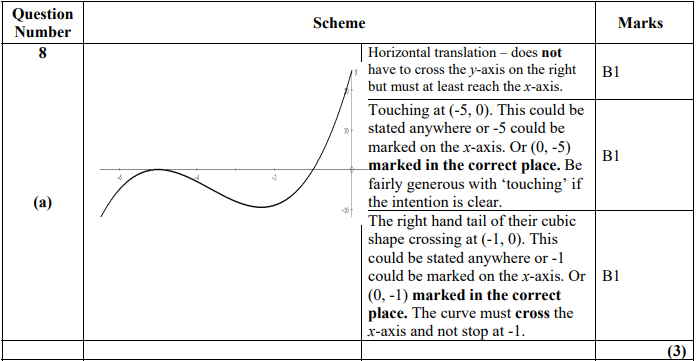 Question
Number
Scheme
Marks
8
Horizontal translation – does not
have to cross the y-axis on the right
but must at least reach the x-axis.
B1
Touching at (-5, 0). This could be
stated anywhere or -5 could be
marked on the x-axis. Or (0, -5)
marked in the correct place. Be
fairly generous with ‘touching’ if
the intention is clear.
B1
(a)
The right hand tail of their cubic
shape crossing at (-1, 0). This
could be stated anywhere or -1
could be marked on the x-axis. Or
(0, -1) marked in the correct
place. The curve must cross the
x-axis and not stop at -1.
B1
(3)
y
-2